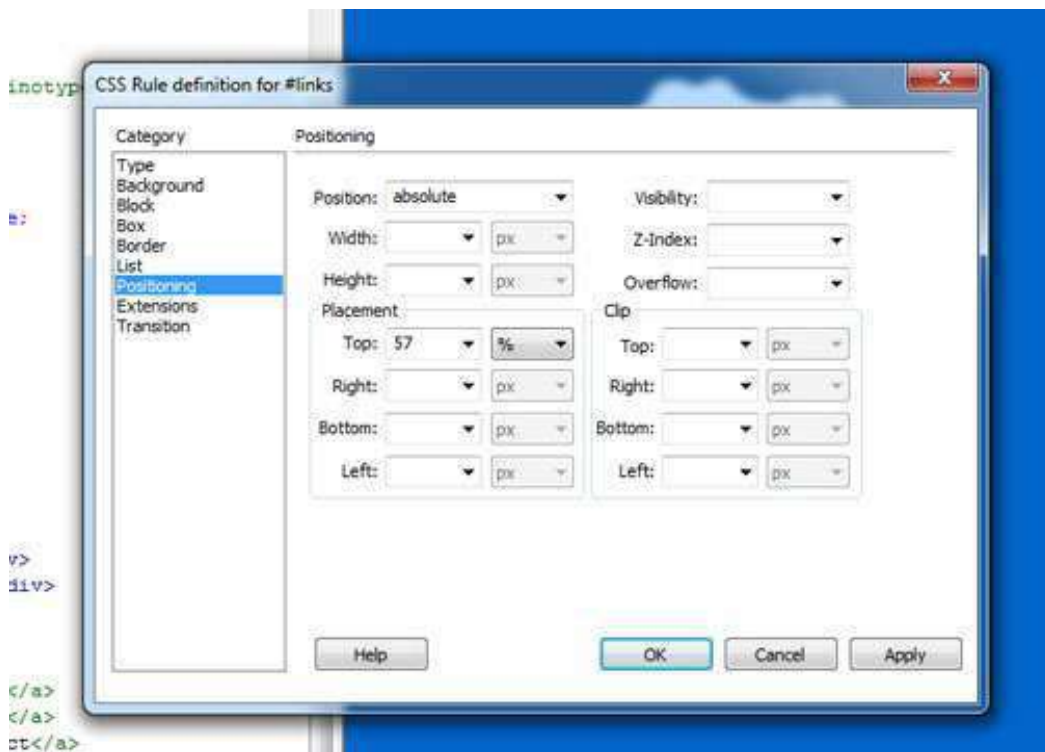 inotyp
CSS Rule definition for #links
x
Category
Positioning
Type
Background
Block
Box
Border
List
Positioning
Extensions
Transition
Position: absolute
Visibility:
Width: px
Z-Index:
Height: px
Overflow:
Placement
Clip
Top: 57 %
Top: px
Right: px
Right: px
Bottom: px
Bottom: px
Left: px
Left: px
e;
v>
div>
Help
OK
Cancel
Apply
</a>
</a>
ct</a>